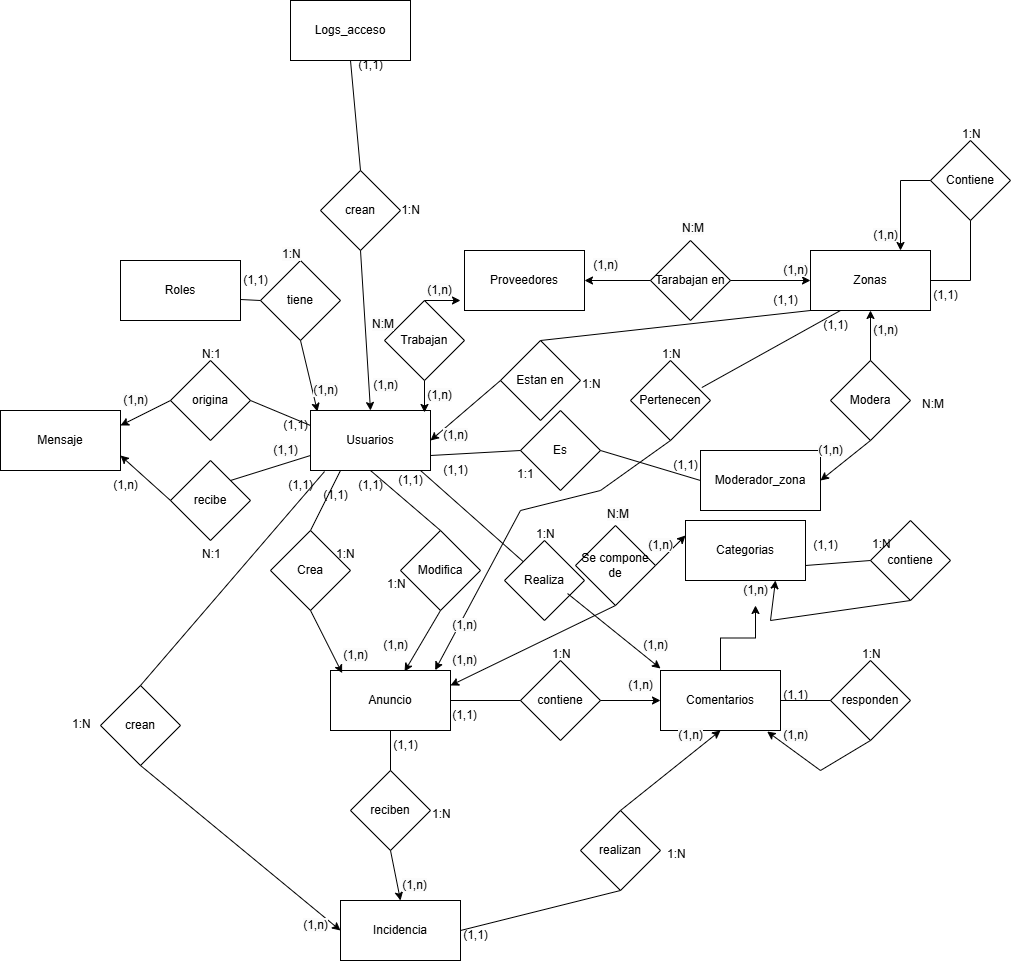 Logs_acceso
(1,1)
crean
1:N
1:N
Contiene
(1,n)
(1,1)
N:M
Proveedores
(1,n)
Tarabajan en
(1,n)
Zonas
(1,1)
(1,1)
(1,n)
Roles
(1,1)
1:N
tiene
(1,n)
(1,n)
N:M
Trabajan
(1,n)
(1,n)
N:1
origina
(1,n)
(1,1)
Mensaje
Usuarios
(1,1)
recibe
(1,n)
N:1
Estan en
1:N
(1,n)
1:N
Pertenecen
Modera
N:M
(1,n)
Es
1:1
(1,1)
(1,1)
Moderador_zona
(1,1)
(1,1)
(1,1)
(1,1)
Crea
1:N
Modifica
1:N
1:N
Realiza
N:M
Se compone
de
(1,n)
Categorias
(1,1)
1:N
contiene
(1,n)
(1,n)
(1,n)
(1,n)
(1,n)
(1,n)
Anuncio
(1,1)
1:N
contiene
(1,n)
Comentarios
(1,1)
1:N
responden
(1,n)
(1,n)
1:N
crean
(1,1)
reciben
1:N
realizan
1:N
(1,n)
(1,n)
Incidencia
(1,1)